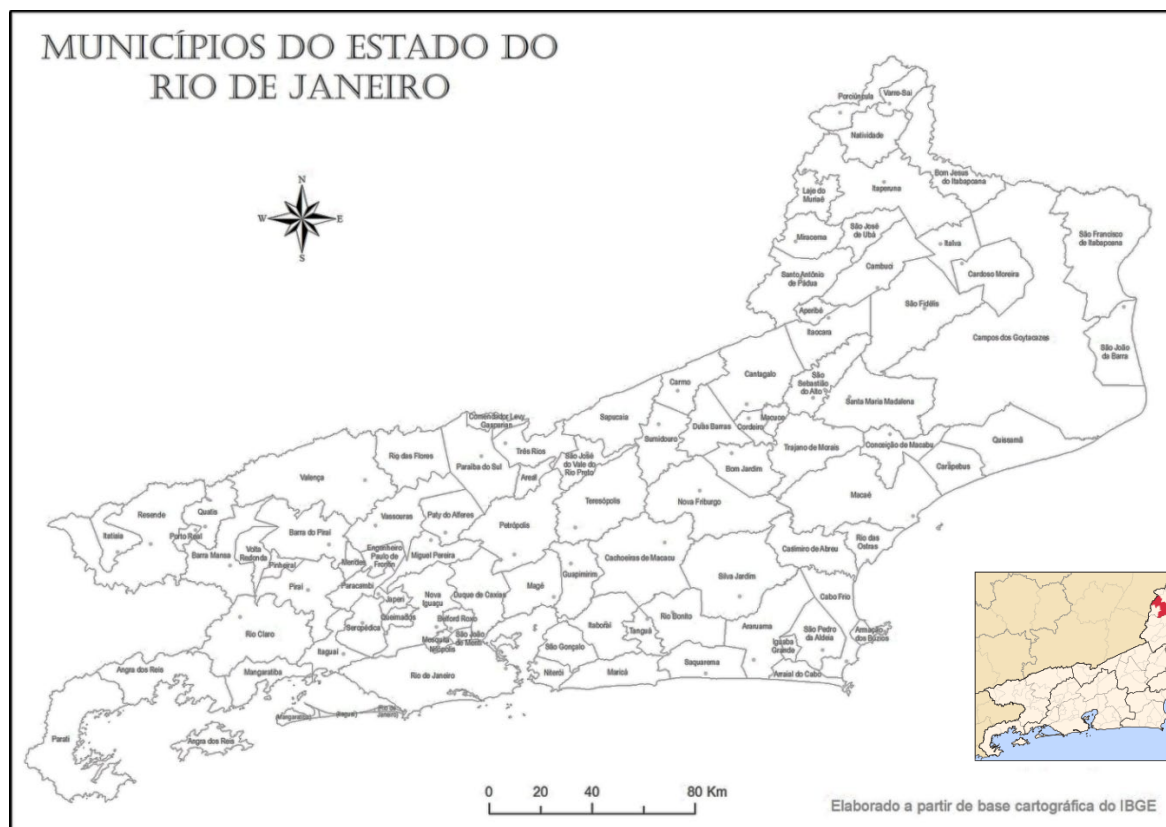 MUNICÍPIOS DO ESTADO DO
RIO DE JANEIRO
N
W
E
S
Porciúncula
Varre-Sai
Natividade
Bom Jesus
do Itabapoana
Itaperuna
Laje do
Muriaé
São José
de Ubá
Miracema
Italva
São Francisco
de Itabapoana
Cambuci
Cardoso Moreira
Santo Antônio
de Pádua
São Fidélis
Aperibé
Itaocara
Campos dos Goytacazes
São João
da Barra
Cantagalo
São
Sebastião
do Alto
Carmo
Santa Maria Madalena
Macuco
Cordeiro
Duas Barras
Sumidouro
Sapucaia
Comendador Levy
Gasparian
Três Rios
Trajano de Morais
Conceição de Macabu
Quissamã
Carapebus
Rio das Flores
Paraíba do Sul
São José
do Vale do
Rio Preto
Areal
Bom Jardim
Valença
Teresópolis
Nova Friburgo
Macaé
Resende
Quatis
Itatiaia
Porto Real
Barra Mansa
Volta
Redonda
Barra do Piraí
Vassouras
Paty do Alferes
Petrópolis
Pinheiral
Mendes
Engenheiro
Paulo de
Frontin
Miguel Pereira
Cachoeiras de Macacu
Casimiro de Abreu
Rio das
Ostras
Piraí
Paracambi
Japeri
Nova
Iguaçu
Duque de Caxias
Magé
Guapimirim
Silva Jardim
Cabo Frio
Rio Claro
Seropédica
Queimados
Belford Roxo
Mesquita
São João
de Meriti
Nilópolis
Itaboraí
Tanguá
Rio Bonito
Araruama
São Pedro
da Aldeia
Armação
dos Búzios
Iguaba
Grande
Itaguaí
São Gonçalo
Angra dos Reis
Mangaratiba
Rio de Janeiro
Niterói
Maricá
Saquarema
Arraial do Cabo
(Mangaratiba)
(Itaguaí)
(Rio de
Janeiro)
Parati
Angra dos Reis
0 20 40 80 Km
Elaborado a partir de base cartográfica do IBGE